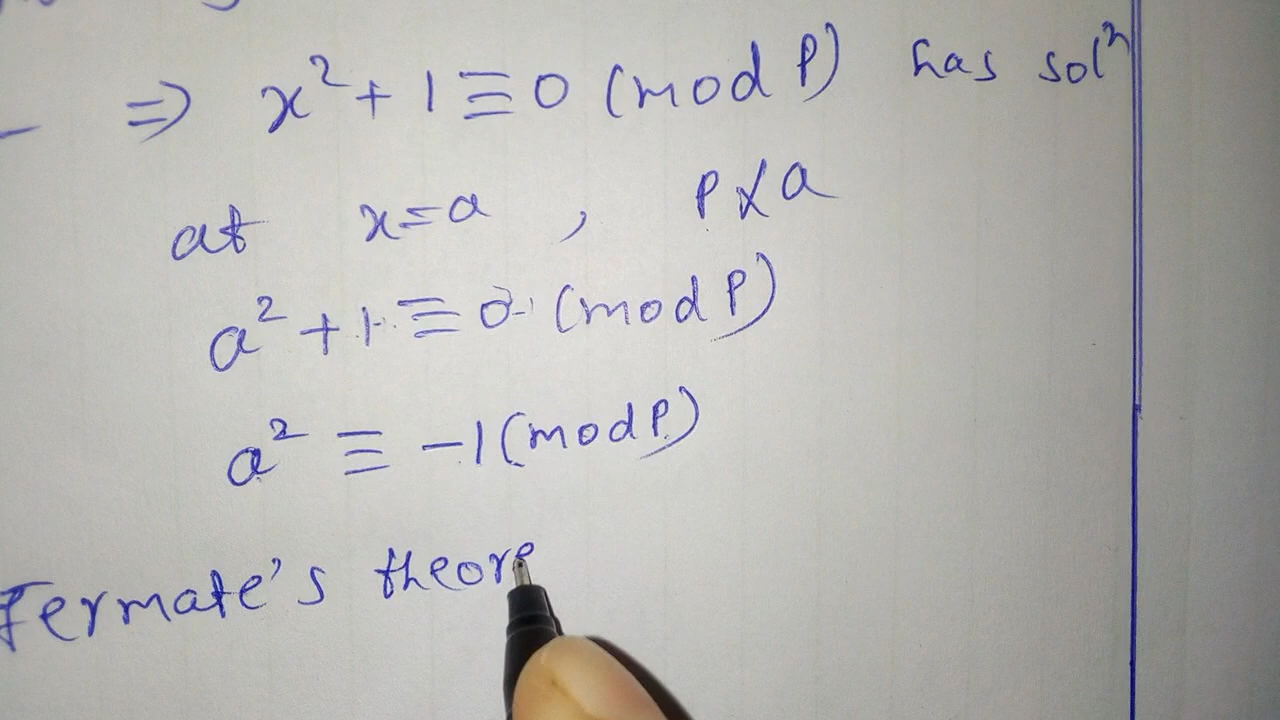 ⇒ x² + 1 ≡ 0 (mod P) has solⁿ
at x = a , P ∤ a
a² + 1 ≡ 0 (mod P)
a² ≡ -1 (mod P)
Fermate's theore